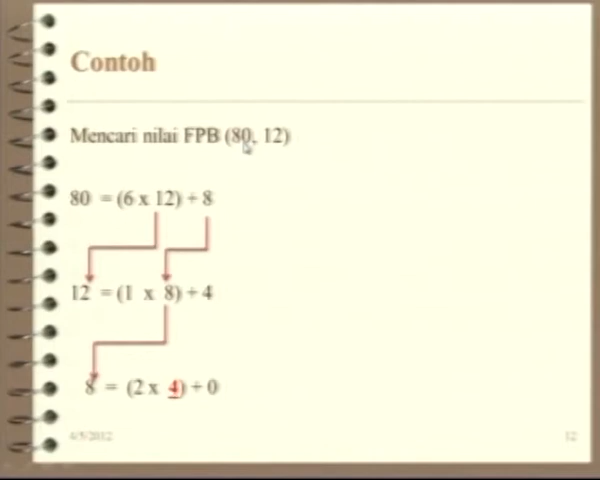 Contoh
Mencari nilai FPB (80, 12)
80 = (6 x 12) + 8
12 = (1 x 8) + 4
8 = (2 x 4) + 0
4/5/2012
12